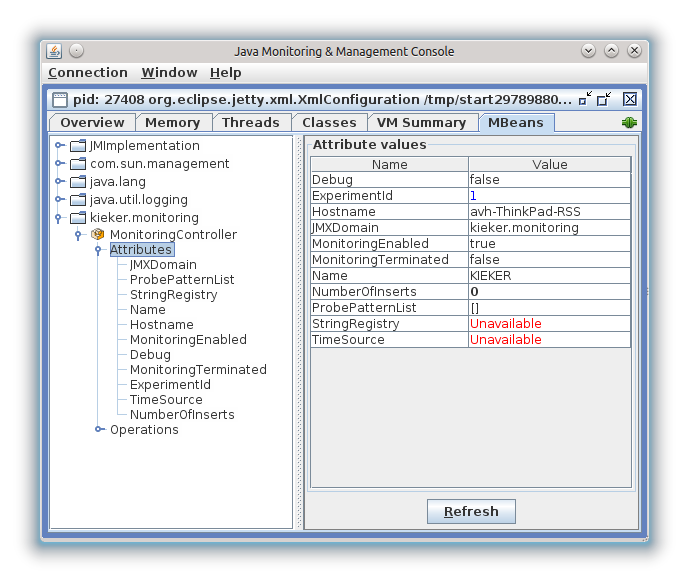 Java Monitoring & Management Console
Connection Window Help
pid: 27408 org.eclipse.jetty.xml.XmlConfiguration /tmp/start29789880...
Overview Memory Threads Classes VM Summary MBeans
JMImplementation
com.sun.management
java.lang
java.util.logging
kieker.monitoring
MonitoringController
Attributes
JMXDomain
ProbePatternList
StringRegistry
Name
Hostname
MonitoringEnabled
Debug
MonitoringTerminated
ExperimentId
TimeSource
NumberOfInserts
Operations
Attribute values
Name Value
Debug false
ExperimentId 1
Hostname avh-ThinkPad-RSS
JMXDomain kieker.monitoring
MonitoringEnabled true
MonitoringTerminated false
Name KIEKER
NumberOfInserts 0
ProbePatternList []
StringRegistry Unavailable
TimeSource Unavailable
Refresh